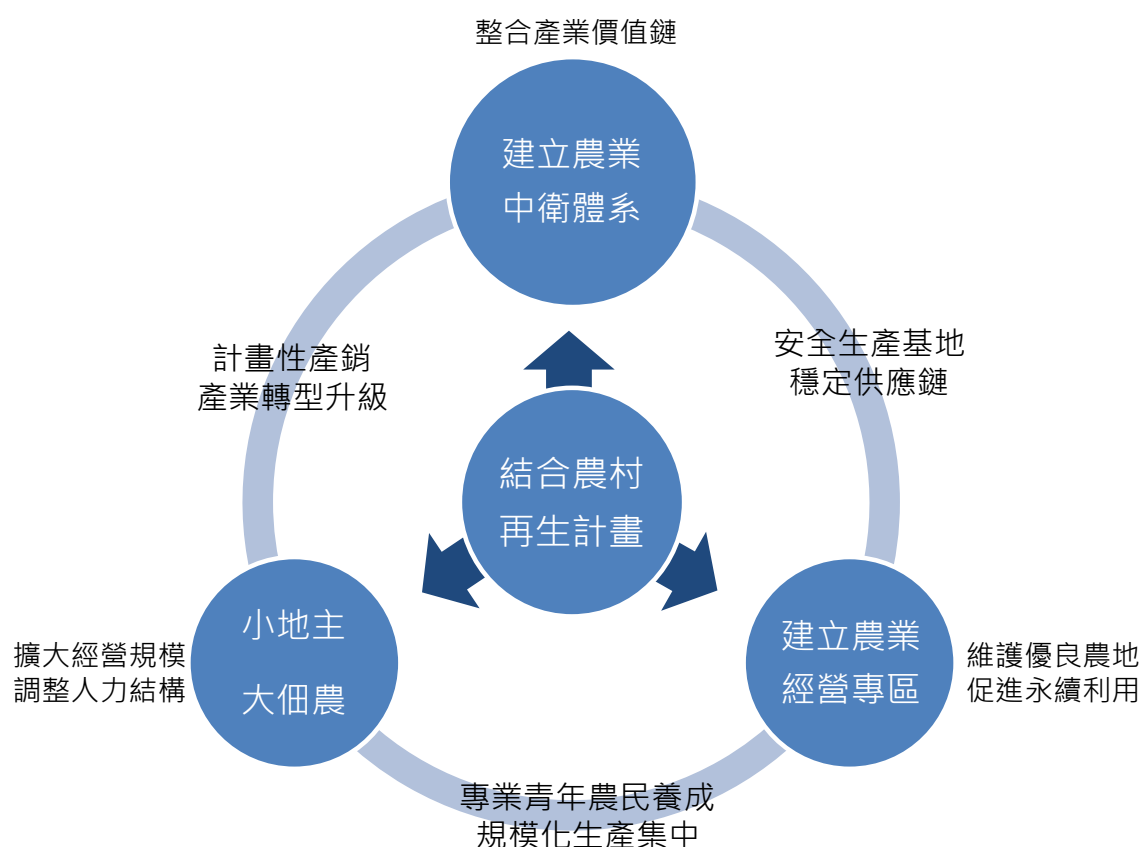 整合產業價值鏈
建立農業
中衛體系
計畫性產銷
產業轉型升級
安全生產基地
穩定供應鏈
結合農村
再生計畫
小地主
大佃農
擴大經營規模
調整人力結構
建立農業
經營專區
維護優良農地
促進永續利用
專業青年農民養成
規模化生產集中